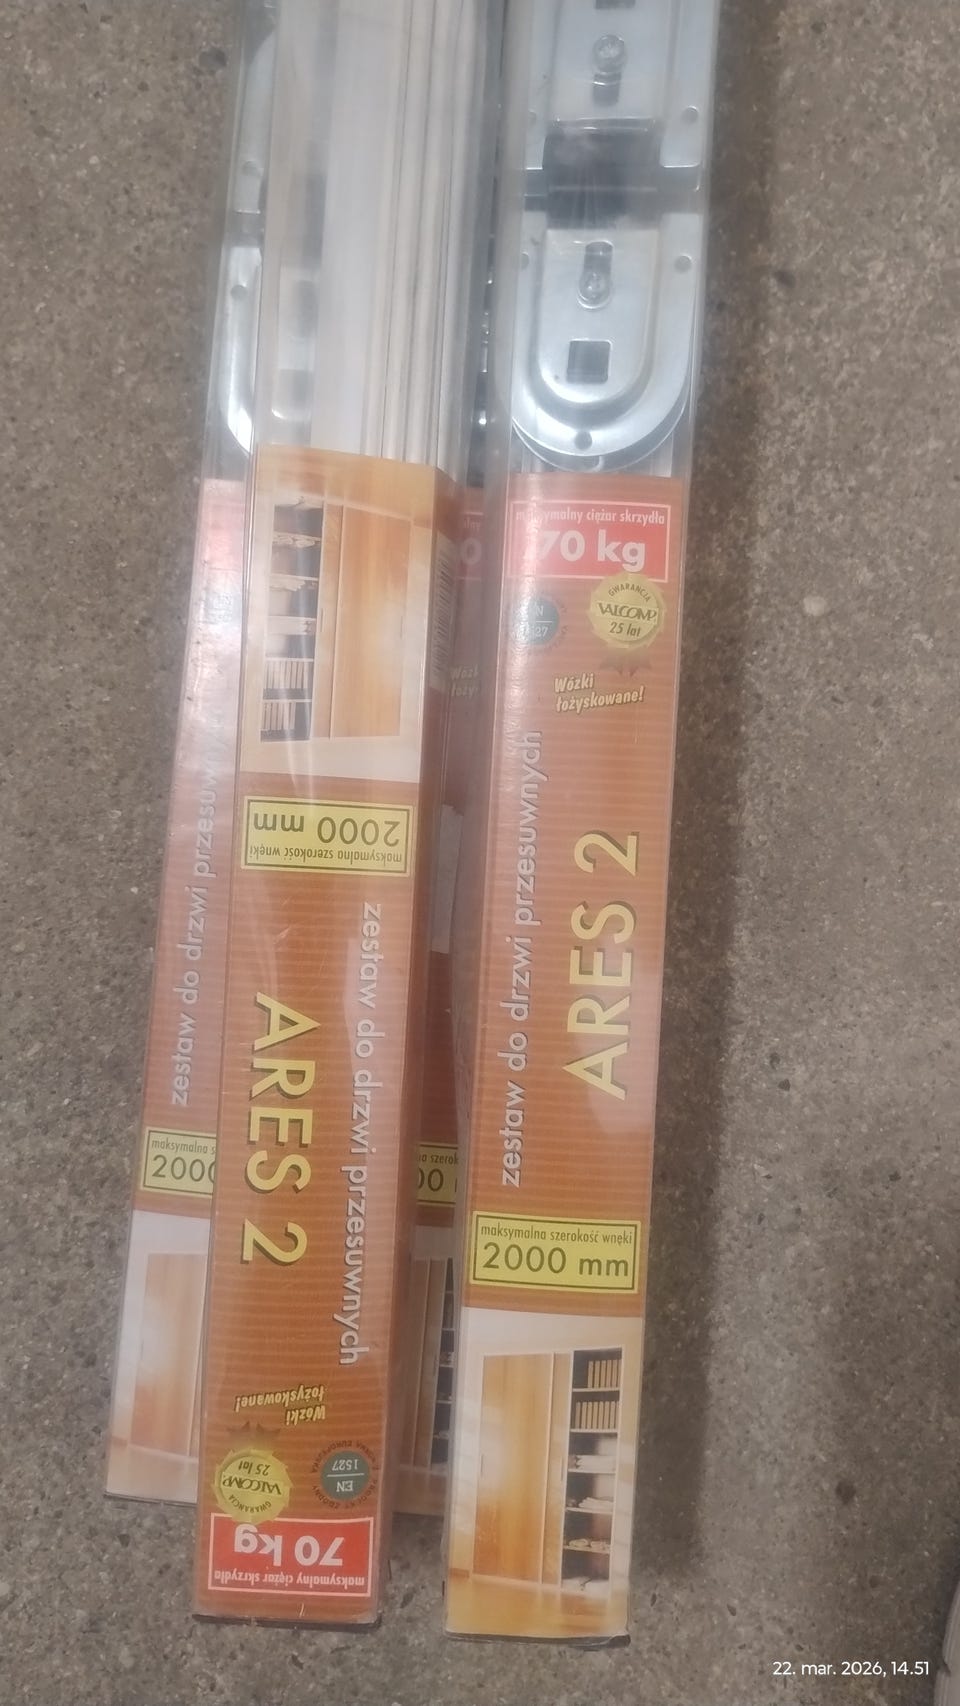 maksymalny ciężar skrzydła
70 kg
GWARANCJA
VALCOMP
25 lat
EN
1527
Wózki
łożyskowane!
zestaw do drzwi przesuwnych
ARES 2
maksymalna szerokość wnęki
2000 mm
maksymalna szerokość wnęki
2000 mm
zestaw do drzwi przesuwnych
ARES 2
Wózki
łożyskowane!
GWARANCJA
VALCOMP
25 lat
EN
1527
maksymalny ciężar skrzydła
70 kg
zestaw do drzwi przesuwnych
maksymalna
2000
Wózki
22. mar. 2026, 14.51